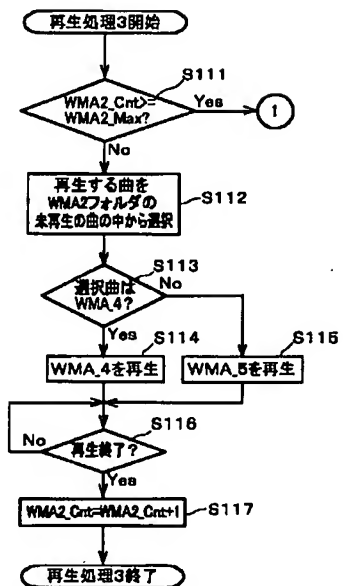 再生処理3開始
S111
WMA2_Cnt>=
WMA2_Max?
Yes
1
No
再生する曲を
WMA2フォルダの
未再生の曲の中から選択
S112
S113
選択曲は
WMA_4?
No
Yes
S114
S115
WMA_4を再生
WMA_5を再生
S116
No
再生終了?
Yes
WMA2_Cnt=WMA2_Cnt+1
S117
再生処理3終了